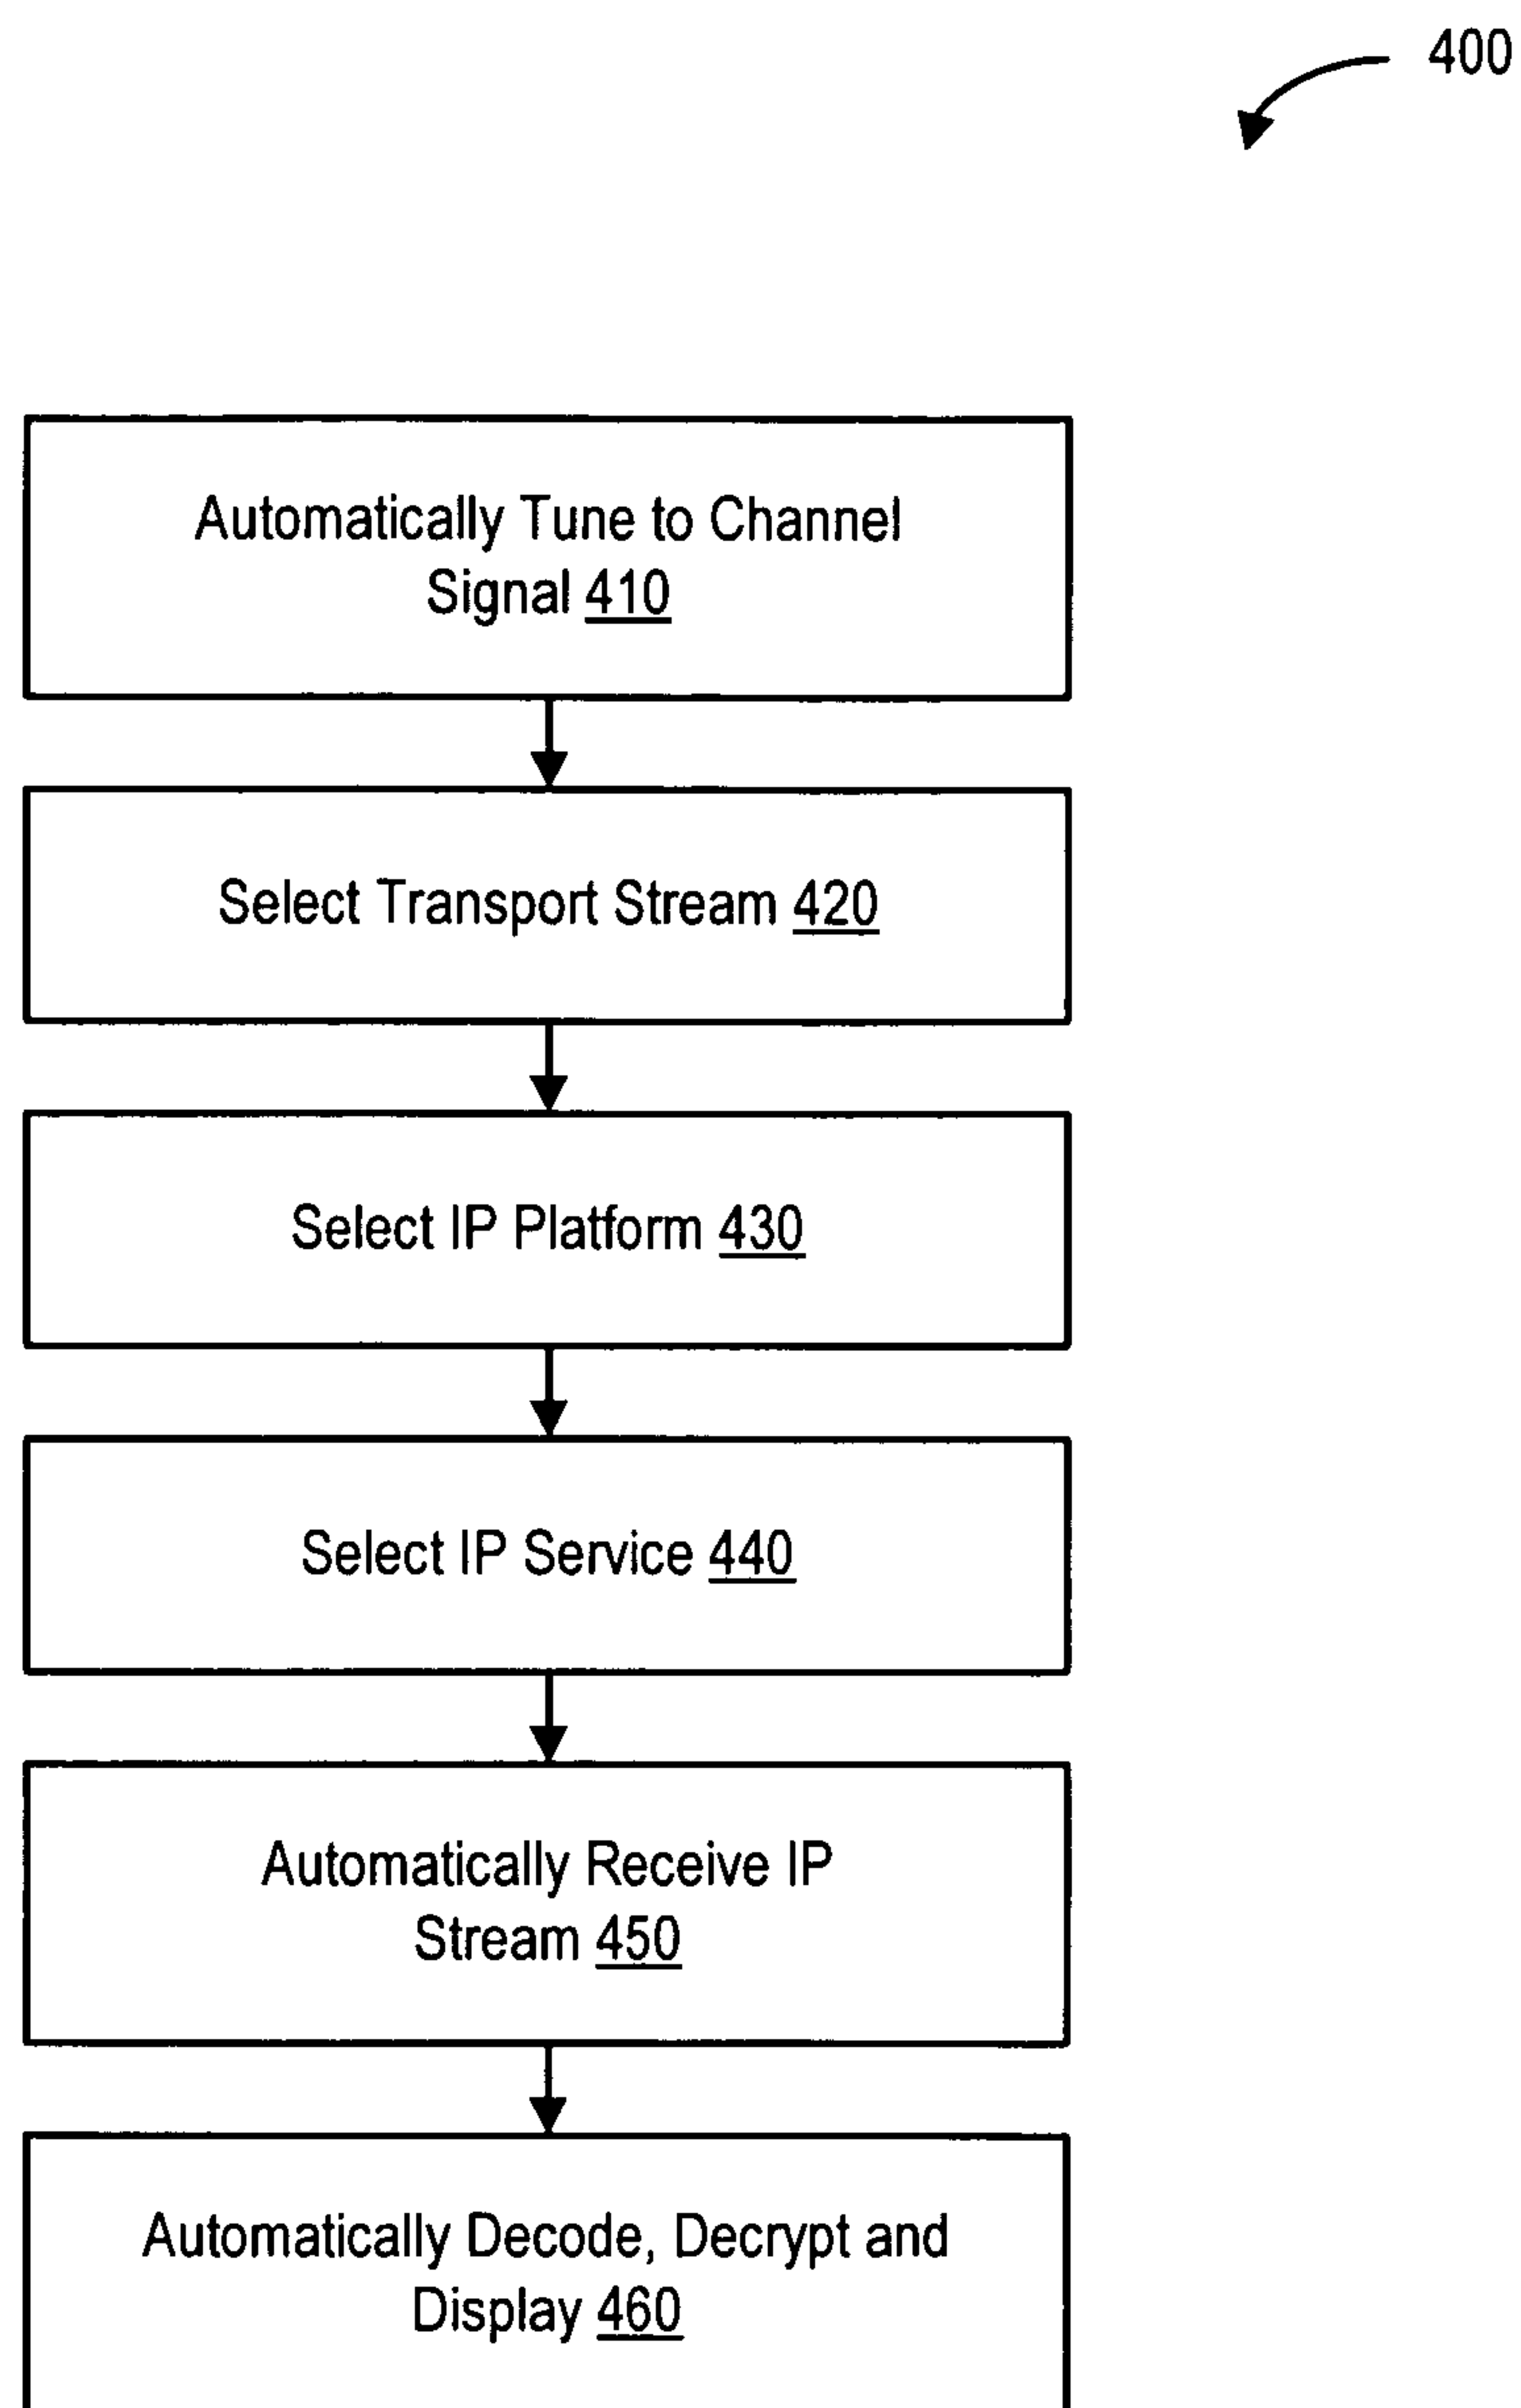 400
Automatically Tune to Channel
Signal 410
Select Transport Stream 420
Select IP Platform 430
Select IP Service 440
Automatically Receive IP
Stream 450
Automatically Decode, Decrypt and
Display 460